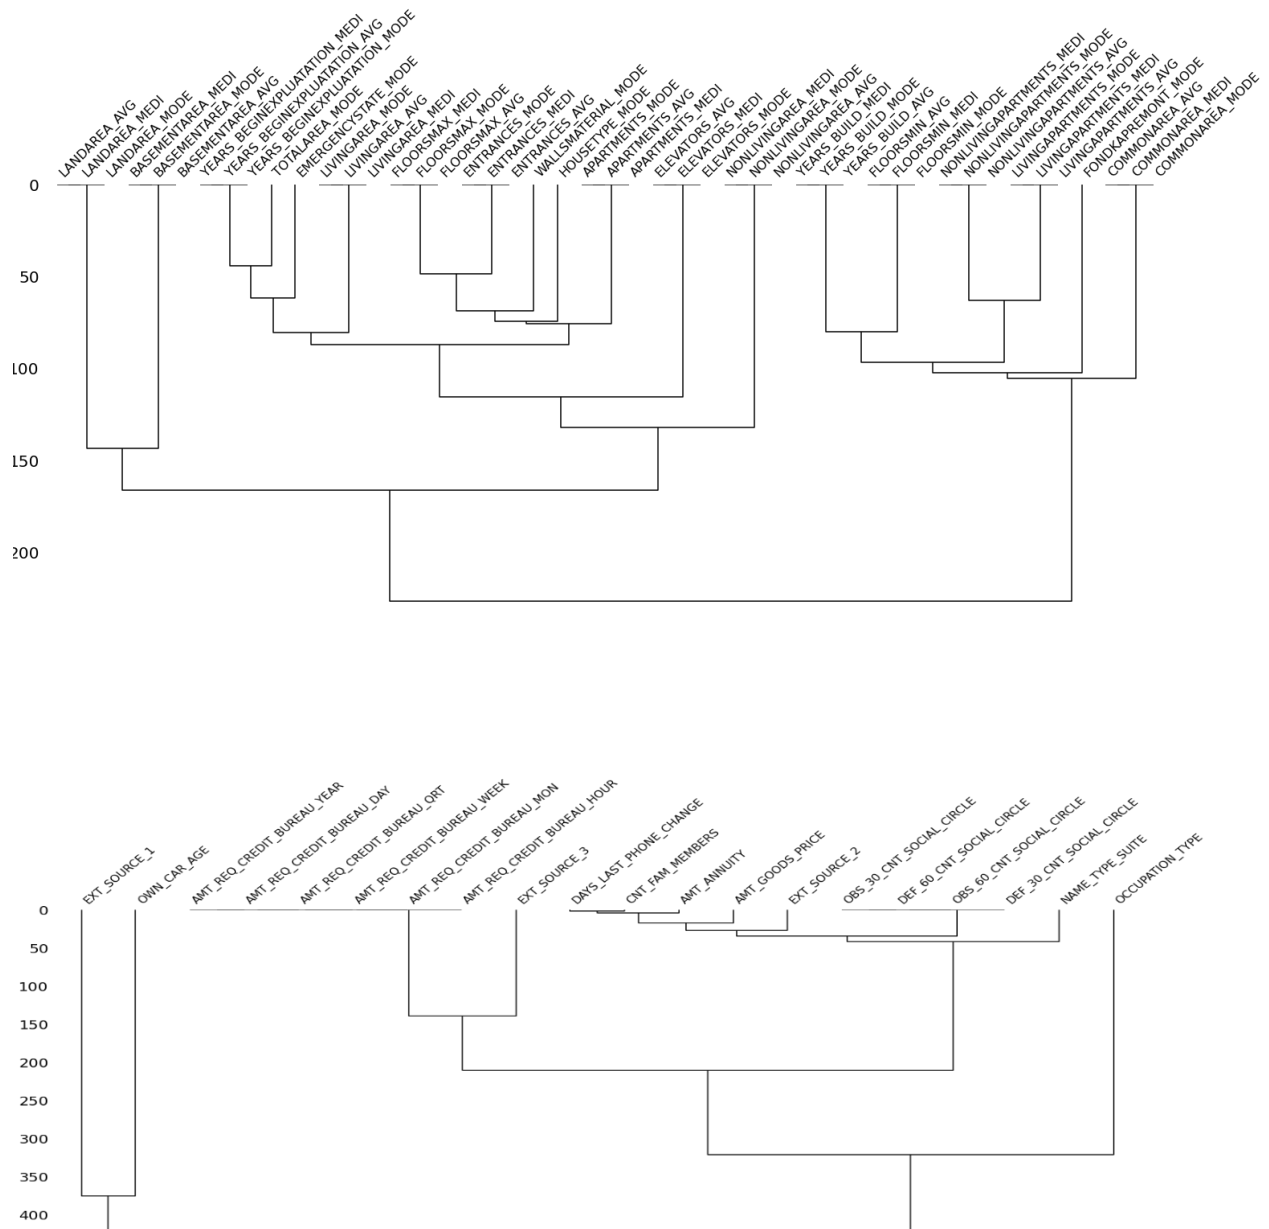 LANDAREA_AVG
LANDAREA_MEDI
LANDAREA_MODE
BASEMENTAREA_MEDI
BASEMENTAREA_MODE
BASEMENTAREA_AVG
YEARS_BEGINEXPLUATATION_MEDI
YEARS_BEGINEXPLUATATION_AVG
YEARS_BEGINEXPLUATATION_MODE
TOTALAREA_MODE
EMERGENCYSTATE_MODE
LIVINGAREA_MODE
LIVINGAREA_AVG
LIVINGAREA_MEDI
FLOORSMAX_MEDI
FLOORSMAX_MODE
FLOORSMAX_AVG
ENTRANCES_MODE
ENTRANCES_MEDI
ENTRANCES_AVG
WALLSMATERIAL_MODE
HOUSETYPE_MODE
APARTMENTS_MODE
APARTMENTS_AVG
APARTMENTS_MEDI
ELEVATORS_AVG
ELEVATORS_MEDI
ELEVATORS_MODE
NONLIVINGAREA_MEDI
NONLIVINGAREA_MODE
NONLIVINGAREA_AVG
YEARS_BUILD_MEDI
YEARS_BUILD_MODE
YEARS_BUILD_AVG
FLOORSMIN_AVG
FLOORSMIN_MEDI
FLOORSMIN_MODE
NONLIVINGAPARTMENTS_MEDI
NONLIVINGAPARTMENTS_MODE
NONLIVINGAPARTMENTS_AVG
LIVINGAPARTMENTS_MODE
LIVINGAPARTMENTS_MEDI
LIVINGAPARTMENTS_AVG
FONDKAPREMONT_MODE
COMMONAREA_AVG
COMMONAREA_MEDI
COMMONAREA_MODE
0
50
100
150
200
EXT_SOURCE_1
OWN_CAR_AGE
AMT_REQ_CREDIT_BUREAU_YEAR
AMT_REQ_CREDIT_BUREAU_DAY
AMT_REQ_CREDIT_BUREAU_QRT
AMT_REQ_CREDIT_BUREAU_WEEK
AMT_REQ_CREDIT_BUREAU_MON
AMT_REQ_CREDIT_BUREAU_HOUR
EXT_SOURCE_3
DAYS_LAST_PHONE_CHANGE
CNT_FAM_MEMBERS
AMT_ANNUITY
AMT_GOODS_PRICE
EXT_SOURCE_2
OBS_30_CNT_SOCIAL_CIRCLE
DEF_60_CNT_SOCIAL_CIRCLE
OBS_60_CNT_SOCIAL_CIRCLE
DEF_30_CNT_SOCIAL_CIRCLE
NAME_TYPE_SUITE
OCCUPATION_TYPE
0
50
100
150
200
250
300
350
400